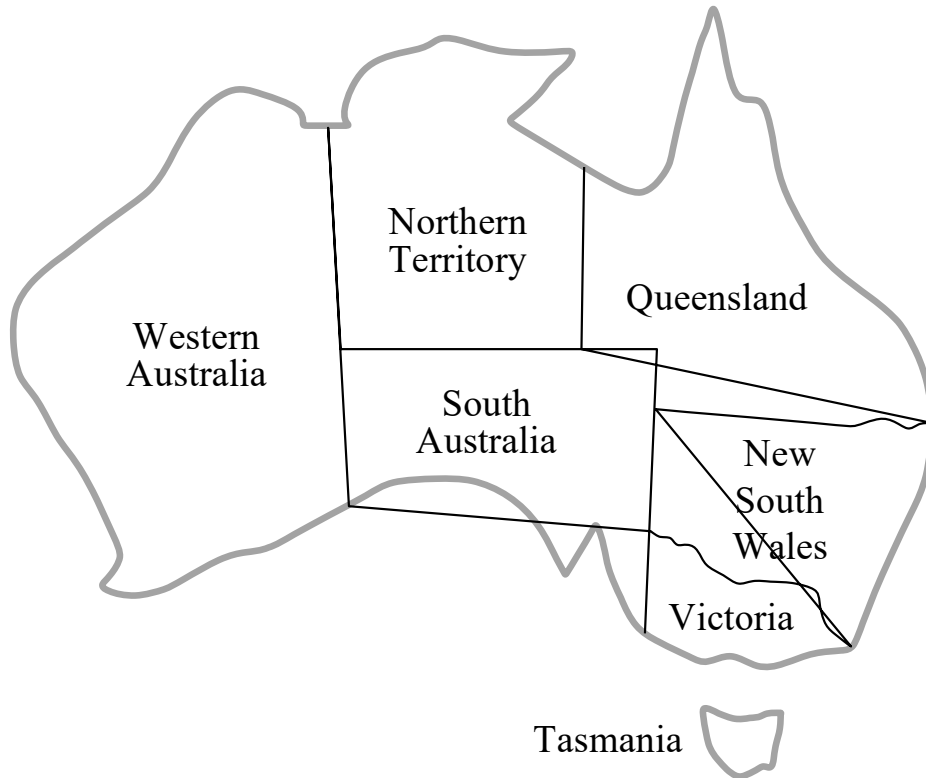 Northern
Territory
Queensland
Western
Australia
South
Australia
New
South
Wales
Victoria
Tasmania